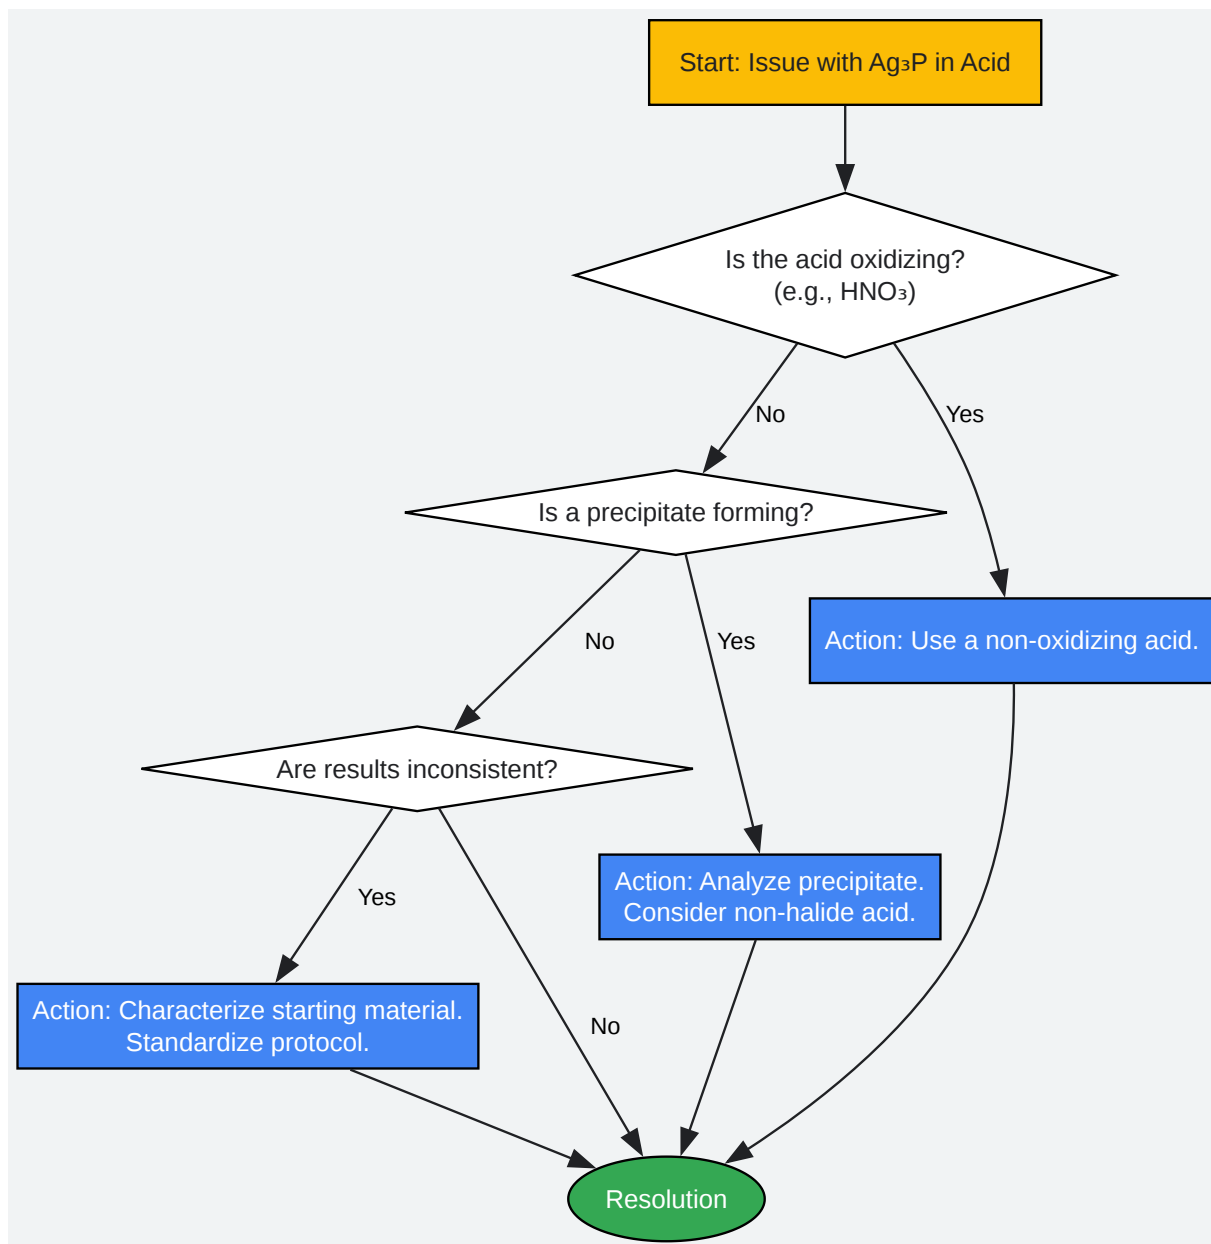 Start: Issue with Ag₃P in Acid
Is the acid oxidizing?
(e.g., HNO₃)
No
Yes
Is a precipitate forming?
No
Yes
Action: Use a non-oxidizing acid.
Are results inconsistent?
Action: Analyze precipitate.
Consider non-halide acid.
Yes
Action: Characterize starting material.
Standardize protocol.
No
Resolution